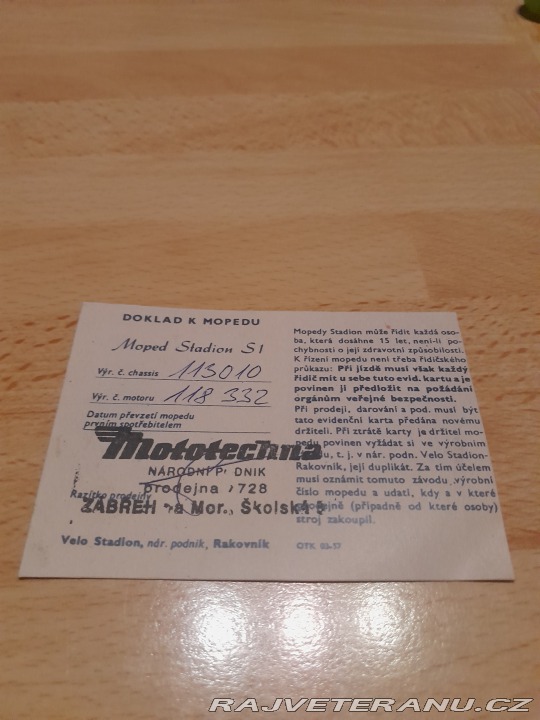 DOKLAD K MOPEDU
Moped Stadion S1
Výr. č. chassis 113010
Výr. č. motoru 118 332
Datum převzetí mopedu
prvním spotřebitelem
Mototechna
NÁRODNÍ P DNIK
prodejna 728
Razítko prodejny
ZÁBŘEH na Mor., Školská
Velo Stadion, nár. podnik, Rakovník
Mopedy Stadion může řídit každá oso-
ba, která dosáhne 15 let, není-li
pochybnosti o její zdravotní způsobilosti.
K řízení mopedu není třeba řidičského
průkazu: Při jízdě musí však každý
řidič mít u sebe tuto evid. kartu a je
povinen ji předložit na požádání
orgánům veřejné bezpečnosti.
Při prodeji, darování a pod. musí být
tato evidenční karta předána novému
držiteli. Při ztrátě karty je držitel mo-
pedu povinen vyžádat si ve výrobním
závodu, t. j. v nár. podn. Velo Stadion-
Rakovník, její duplikát. Za tím účelem
musí oznámit tomuto závodu výrobní
číslo mopedu a udati, kdy a v které
prodejně (případně od které osoby)
stroj zakoupil.
OTK 03-57
RAJVETERANU.CZ